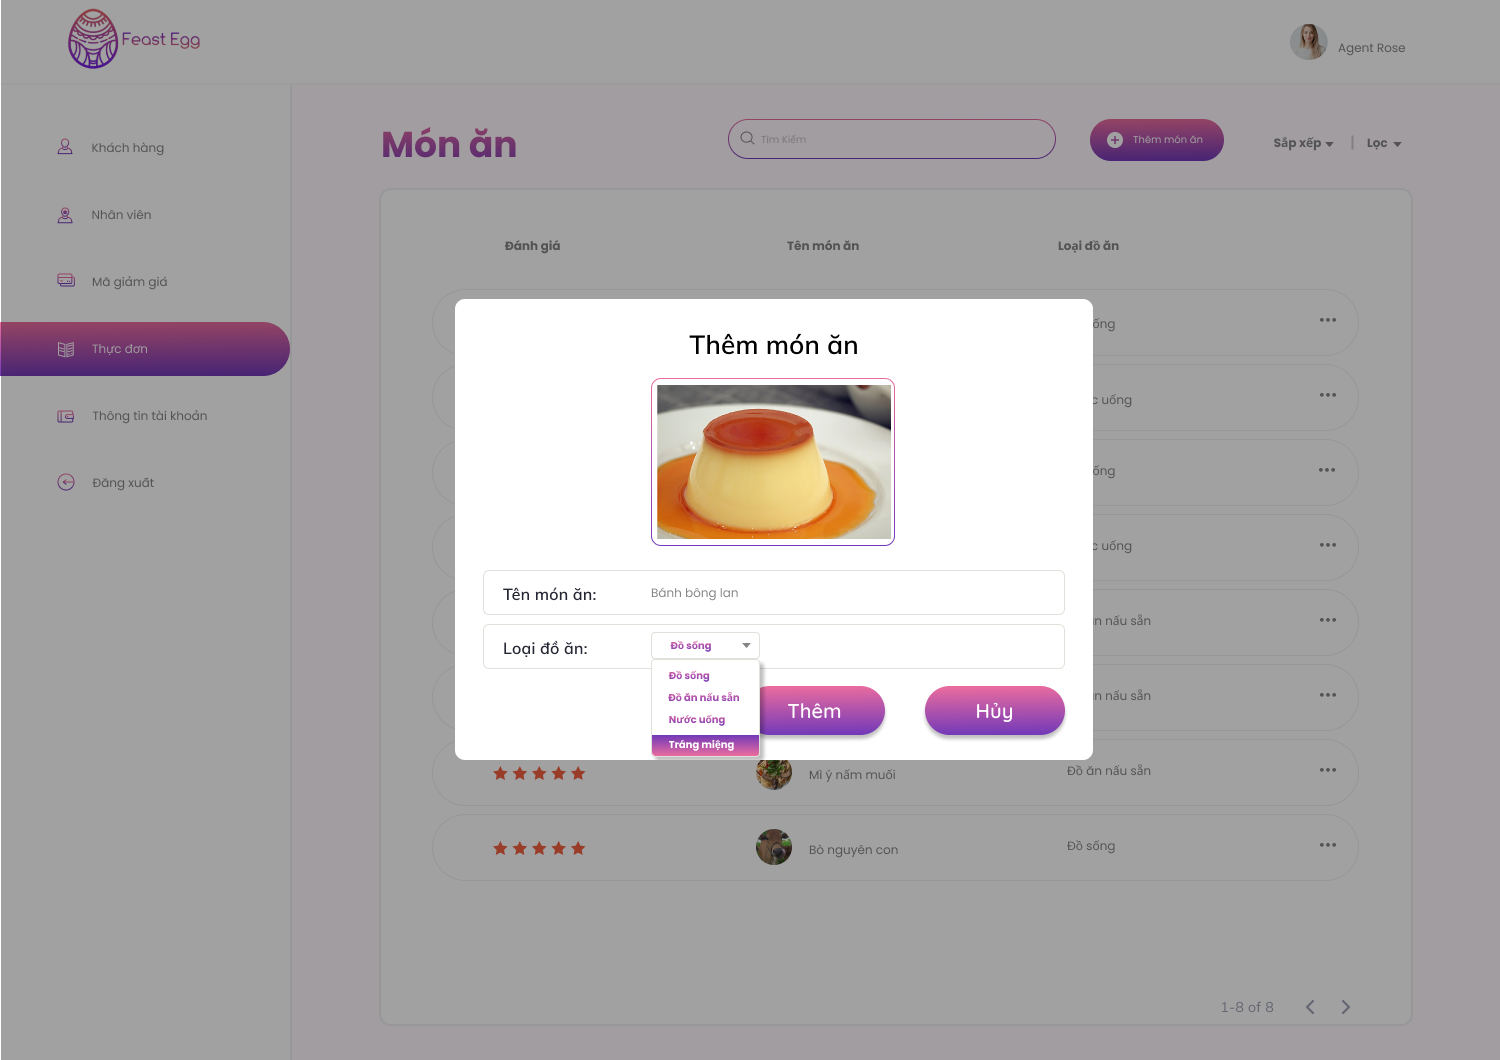 Feast Egg
Agent Rose
Khách hàng
Nhân viên
Mã giảm giá
Thực đơn
Thông tin tài khoản
Đăng xuất
Món ăn
Tìm Kiếm
Thêm món ăn
Sắp xếp
Lọc
Đánh giá
Tên món ăn
Loại đồ ăn
ống
c uống
ống
c uống
ăn nấu sẵn
ăn nấu sẵn
Thêm món ăn
Tên món ăn:
Bánh bông lan
Loại đồ ăn:
Đồ sống
Đồ sống
Đồ ăn nấu sẵn
Nước uống
Tráng miệng
Thêm
Hủy
Mì ý nấm muối
Đồ ăn nấu sẵn
Bò nguyên con
Đồ sống
1-8 of 8